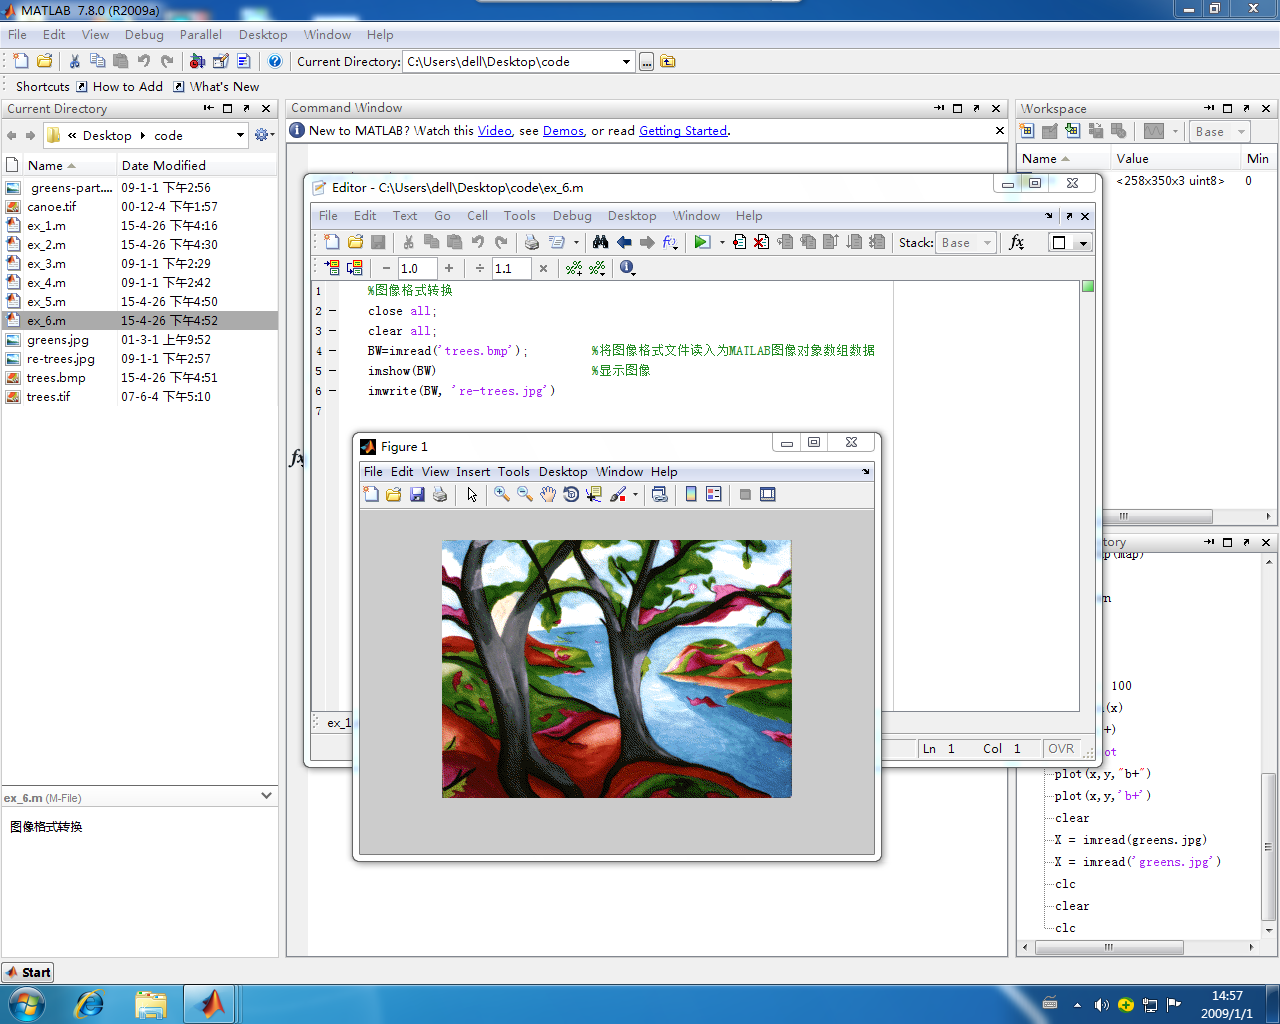 MATLAB 7.8.0 (R2009a)
File Edit View Debug Parallel Desktop Window Help
Current Directory: C:\Users\dell\Desktop\code ...
Shortcuts How to Add What's New
Current Directory
« Desktop code
Name Date Modified
greens-part.... 09-1-1 下午2:56
canoe.tif 00-12-4 下午1:57
ex_1.m 15-4-26 下午4:16
ex_2.m 15-4-26 下午4:30
ex_3.m 09-1-1 下午2:29
ex_4.m 09-1-1 下午2:42
ex_5.m 15-4-26 下午4:50
ex_6.m 15-4-26 下午4:52
greens.jpg 01-3-1 上午9:52
re-trees.jpg 09-1-1 下午2:57
trees.bmp 15-4-26 下午4:51
trees.tif 07-6-4 下午5:10
ex_6.m (M-File)
图像格式转换
Command Window
New to MATLAB? Watch this Video, see Demos, or read Getting Started.
fx
Editor - C:\Users\dell\Desktop\code\ex_6.m
File Edit Text Go Cell Tools Debug Desktop Window Help
Stack: Base fx
− 1.0 + ÷ 1.1 ×
1 %图像格式转换
2 − close all;
3 − clear all;
4 − BW=imread('trees.bmp'); %将图像格式文件读入为MATLAB图像对象数组数据
5 − imshow(BW) %显示图像
6 − imwrite(BW, 're-trees.jpg')
7
ex_1
Ln 1 Col 1 OVR
Figure 1
File Edit View Insert Tools Desktop Window Help
Workspace
Base
Name Value Min
<258x350x3 uint8> 0
tory
p(map)
n
100
(x)
+)
ot
plot(x,y,"b+")
plot(x,y,'b+')
clear
X = imread(greens.jpg)
X = imread('greens.jpg')
clc
clear
clc
Start
14:57
2009/1/1